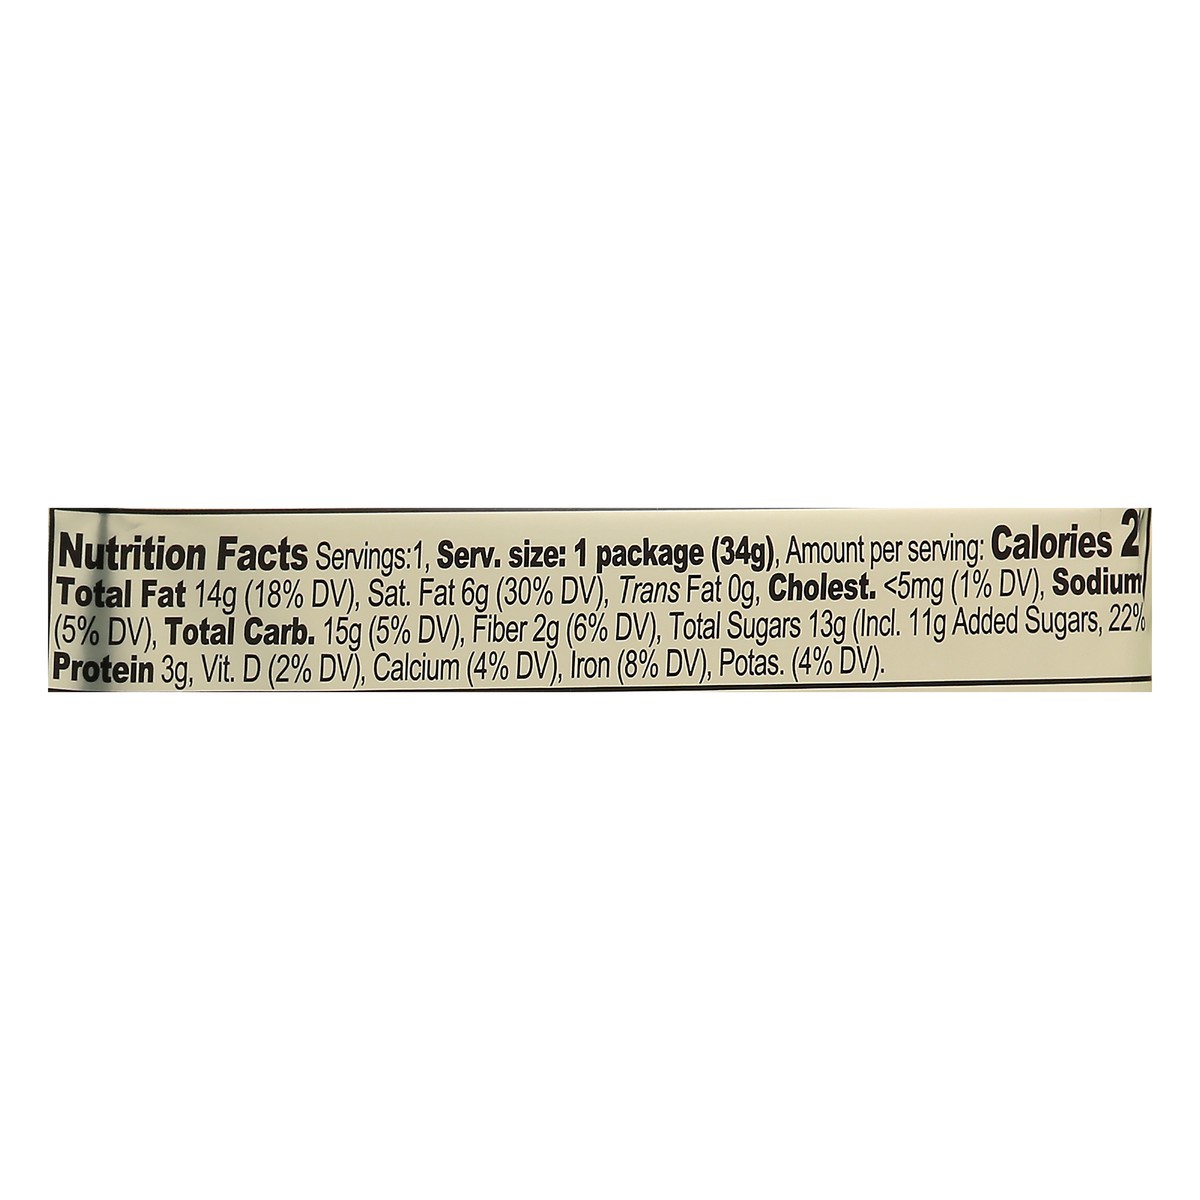 Nutrition Facts Servings:1, Serv. size: 1 package (34g), Amount per serving: Calories 2
Total Fat 14g (18% DV), Sat. Fat 6g (30% DV), Trans Fat 0g, Cholest. <5mg (1% DV), Sodium
(5% DV), Total Carb. 15g (5% DV), Fiber 2g (6% DV), Total Sugars 13g (Incl. 11g Added Sugars, 22%
Protein 3g, Vit. D (2% DV), Calcium (4% DV), Iron (8% DV), Potas. (4% DV).